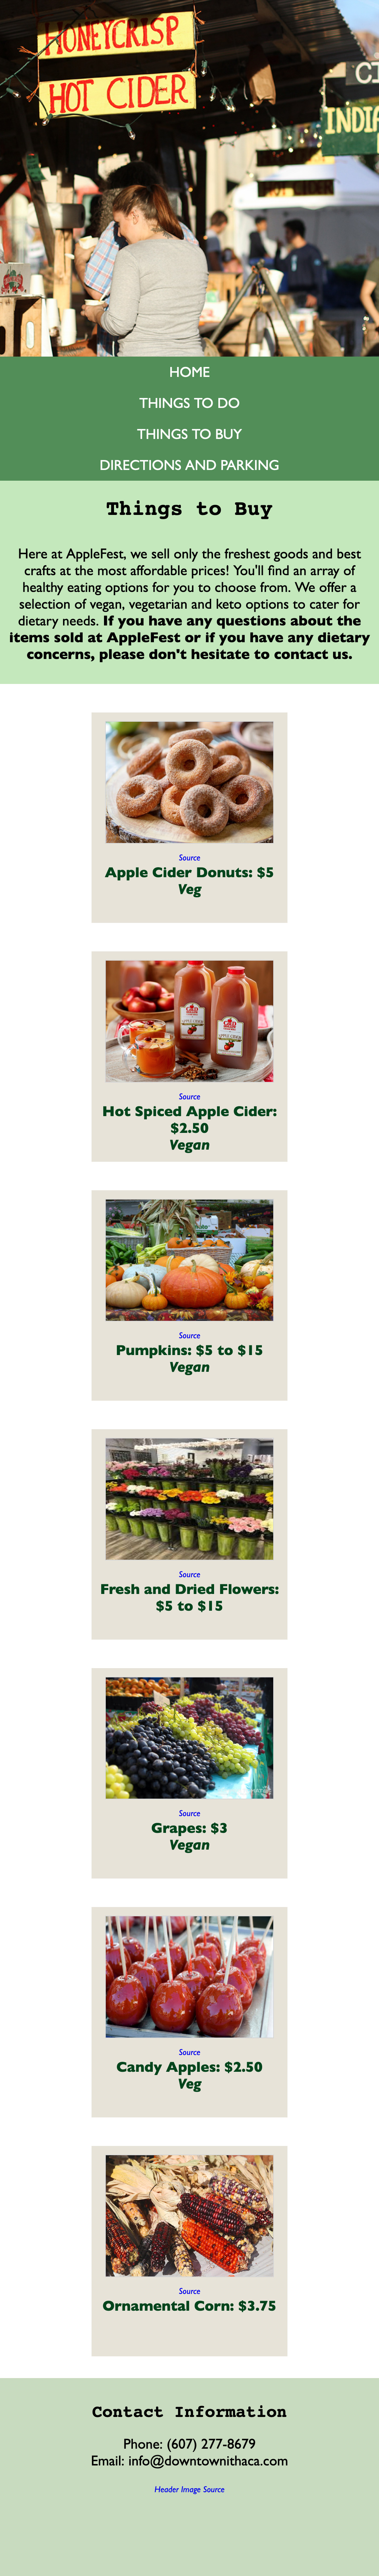 HONEYCRISP
HOT CIDER
CI
INDIA
HOME
THINGS TO DO
THINGS TO BUY
DIRECTIONS AND PARKING
Things to Buy
Here at AppleFest, we sell only the freshest goods and best
crafts at the most affordable prices! You'll find an array of
healthy eating options for you to choose from. We offer a
selection of vegan, vegetarian and keto options to cater for
dietary needs. If you have any questions about the
items sold at AppleFest or if you have any dietary
concerns, please don't hesitate to contact us.
Source
Apple Cider Donuts: $5
Veg
Source
Hot Spiced Apple Cider:
$2.50
Vegan
Source
Pumpkins: $5 to $15
Vegan
Source
Fresh and Dried Flowers:
$5 to $15
Source
Grapes: $3
Vegan
Source
Candy Apples: $2.50
Veg
Source
Ornamental Corn: $3.75
Contact Information
Phone: (607) 277-8679
Email: info@downtownithaca.com
Header Image Source